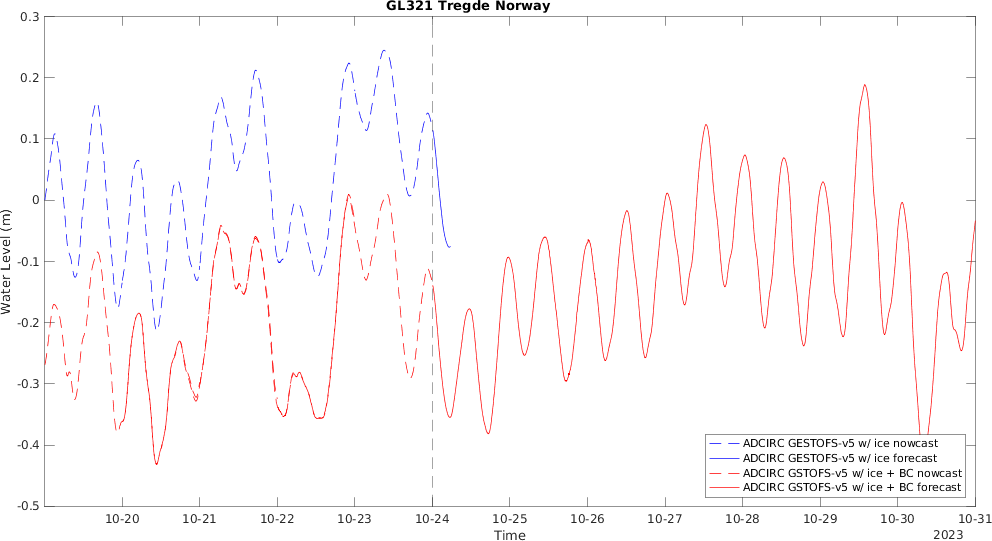 GL321 Tregde Norway
0.3
0.2
0.1
0
-0.1
-0.2
-0.3
-0.4
-0.5
Water Level (m)
10-20 10-21 10-22 10-23 10-24 10-25 10-26 10-27 10-28 10-29 10-30 10-31
Time
2023
ADCIRC GESTOFS-v5 w/ ice nowcast
ADCIRC GESTOFS-v5 w/ ice forecast
ADCIRC GSTOFS-v5 w/ ice + BC nowcast
ADCIRC GSTOFS-v5 w/ ice + BC forecast